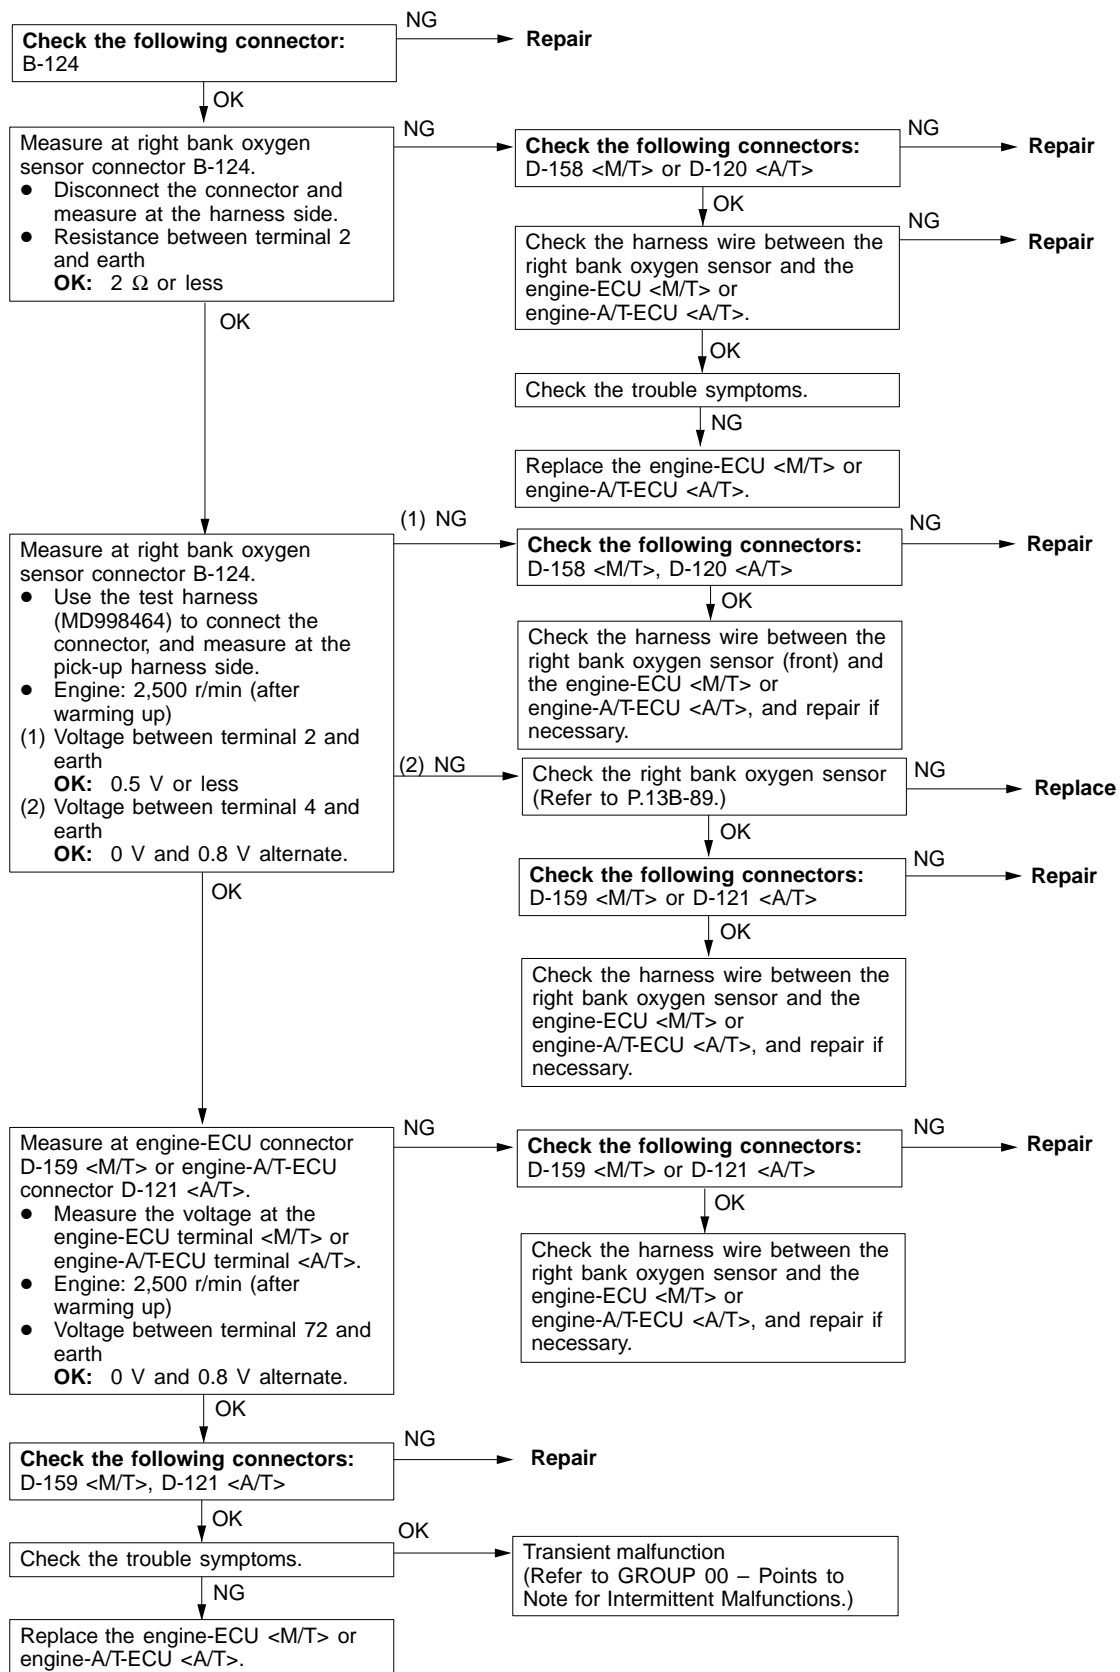 NG
Check the following connector:
B-124
Repair
OK
Measure at right bank oxygen
sensor connector B-124.
● Disconnect the connector and
measure at the harness side.
● Resistance between terminal 2
and earth
OK: 2 Ω or less
NG
Check the following connectors:
D-158 <M/T> or D-120 <A/T>
NG
Repair
OK
Check the harness wire between the
right bank oxygen sensor and the
engine-ECU <M/T> or
engine-A/T-ECU <A/T>.
NG
Repair
OK
OK
Check the trouble symptoms.
NG
Replace the engine-ECU <M/T> or
engine-A/T-ECU <A/T>.
Measure at right bank oxygen
sensor connector B-124.
● Use the test harness
(MD998464) to connect the
connector, and measure at the
pick-up harness side.
● Engine: 2,500 r/min (after
warming up)
(1) Voltage between terminal 2 and
earth
OK: 0.5 V or less
(2) Voltage between terminal 4 and
earth
OK: 0 V and 0.8 V alternate.
(1) NG
Check the following connectors:
D-158 <M/T>, D-120 <A/T>
NG
Repair
OK
Check the harness wire between the
right bank oxygen sensor (front) and
the engine-ECU <M/T> or
engine-A/T-ECU <A/T>, and repair if
necessary.
(2) NG
Check the right bank oxygen sensor
(Refer to P.13B-89.)
NG
Replace
OK
Check the following connectors:
D-159 <M/T> or D-121 <A/T>
NG
Repair
OK
OK
Check the harness wire between the
right bank oxygen sensor and the
engine-ECU <M/T> or
engine-A/T-ECU <A/T>, and repair if
necessary.
Measure at engine-ECU connector
D-159 <M/T> or engine-A/T-ECU
connector D-121 <A/T>.
● Measure the voltage at the
engine-ECU terminal <M/T> or
engine-A/T-ECU terminal <A/T>.
● Engine: 2,500 r/min (after
warming up)
● Voltage between terminal 72 and
earth
OK: 0 V and 0.8 V alternate.
NG
Check the following connectors:
D-159 <M/T> or D-121 <A/T>
NG
Repair
OK
Check the harness wire between the
right bank oxygen sensor and the
engine-ECU <M/T> or
engine-A/T-ECU <A/T>, and repair if
necessary.
OK
Check the following connectors:
D-159 <M/T>, D-121 <A/T>
NG
Repair
OK
Check the trouble symptoms.
OK
Transient malfunction
(Refer to GROUP 00 – Points to
Note for Intermittent Malfunctions.)
NG
Replace the engine-ECU <M/T> or
engine-A/T-ECU <A/T>.